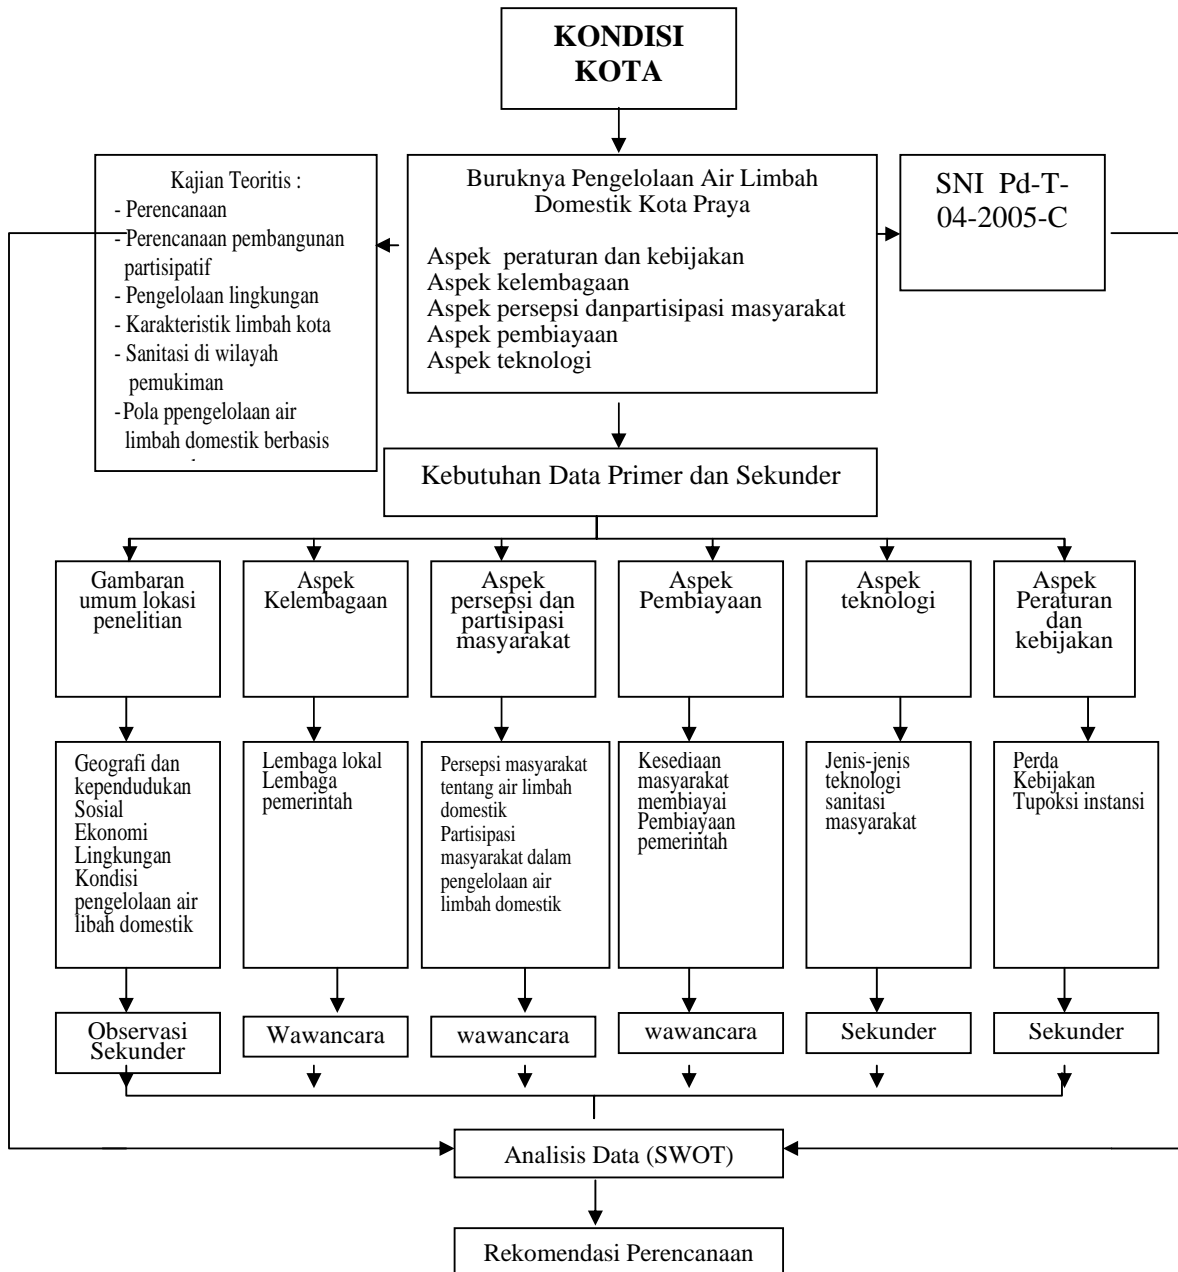 KONDISI
KOTA
Kajian Teoritis :
- Perencanaan
- Perencanaan pembangunan
partisipatif
- Pengelolaan lingkungan
- Karakteristik limbah kota
- Sanitasi di wilayah
pemukiman
-Pola ppengelolaan air
limbah domestik berbasis
Buruknya Pengelolaan Air Limbah
Domestik Kota Praya
Aspek peraturan dan kebijakan
Aspek kelembagaan
Aspek persepsi danpartisipasi masyarakat
Aspek pembiayaan
Aspek teknologi
SNI Pd-T-
04-2005-C
Kebutuhan Data Primer dan Sekunder
Gambaran
umum lokasi
penelitian
Aspek
Kelembagaan
Aspek
persepsi dan
partisipasi
masyarakat
Aspek
Pembiayaan
Aspek
teknologi
Aspek
Peraturan
dan
kebijakan
Geografi dan
kependudukan
Sosial
Ekonomi
Lingkungan
Kondisi
pengelolaan air
libah domestik
Lembaga lokal
Lembaga
pemerintah
Persepsi masyarakat
tentang air limbah
domestik
Partisipasi
masyarakat dalam
pengelolaan air
limbah domestik
Kesediaan
masyarakat
membiayai
Pembiayaan
pemerintah
Jenis-jenis
teknologi
sanitasi
masyarakat
Perda
Kebijakan
Tupoksi instansi
Observasi
Sekunder
Wawancara
wawancara
wawancara
Sekunder
Sekunder
Analisis Data (SWOT)
Rekomendasi Perencanaan